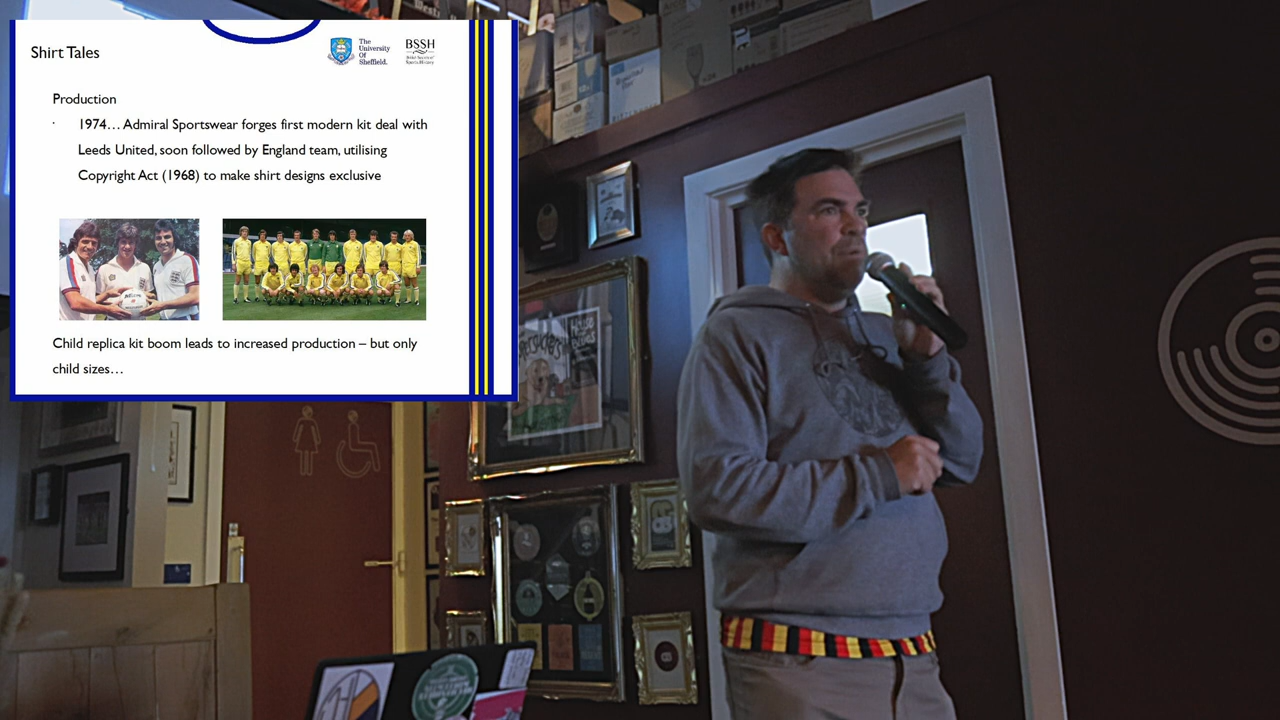 Shirt Tales
The
University
Of
Sheffield.
BSSH
Production
· 1974… Admiral Sportswear forges first modern kit deal with
Leeds United, soon followed by England team, utilising
Copyright Act (1968) to make shirt designs exclusive
Child replica kit boom leads to increased production – but only
child sizes…
House